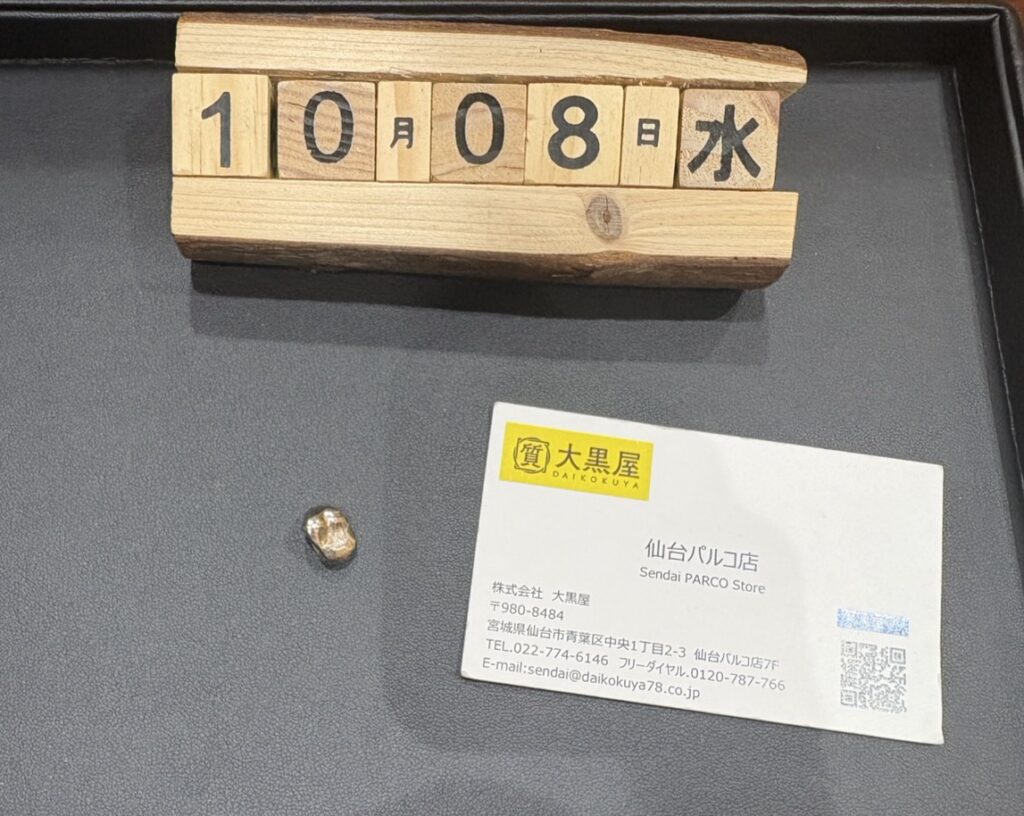 10月08日水
質 大黒屋
DAIKOKUYA
仙台パルコ店
Sendai PARCO Store
株式会社 大黒屋
〒980-8484
宮城県仙台市青葉区中央1丁目2-3 仙台パルコ店7F
TEL.022-774-6146 フリーダイヤル.0120-787-766
E-mail:sendai@daikokuya78.co.jp